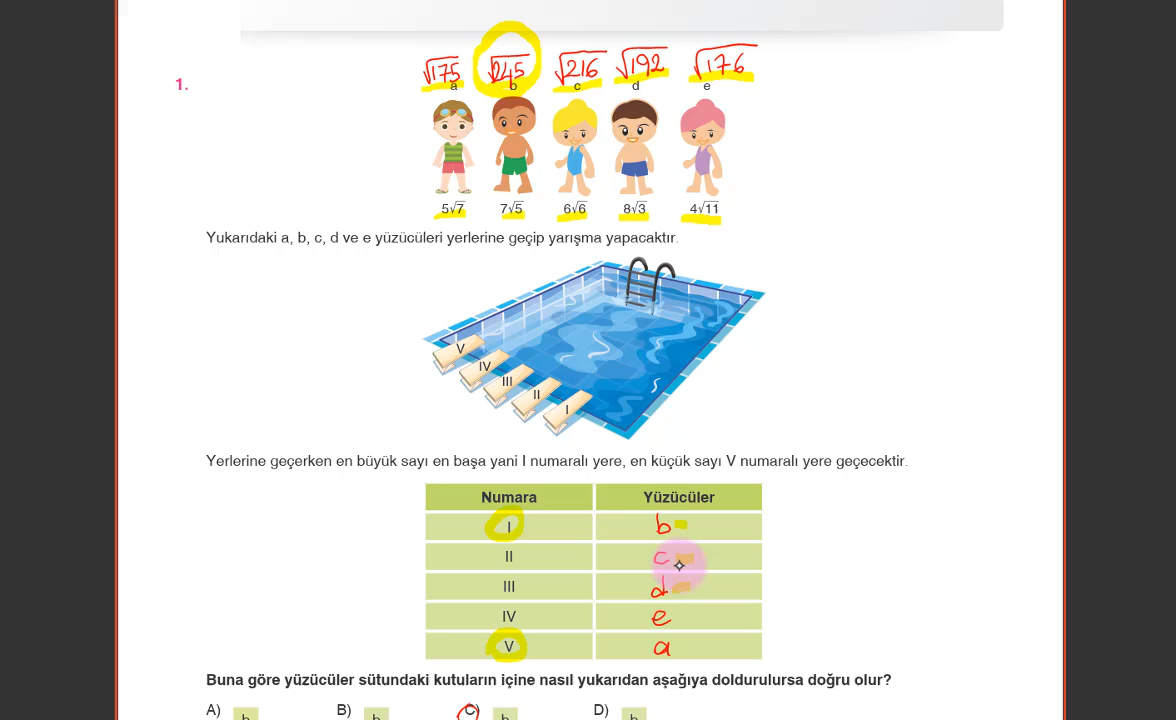 √175 √245 √216 √192 √176
1. a b c d e
5√7 7√5 6√6 8√3 4√11
Yukarıdaki a, b, c, d ve e yüzücüleri yerlerine geçip yarışma yapacaktır.
V
IV
III
II
I
Yerlerine geçerken en büyük sayı en başa yani I numaralı yere, en küçük sayı V numaralı yere geçecektir.
Numara Yüzücüler
I b
II c
III d
IV e
V a
Buna göre yüzücüler sütundaki kutuların içine nasıl yukarıdan aşağıya doldurulursa doğru olur?
A) B) C) D)
b b b b